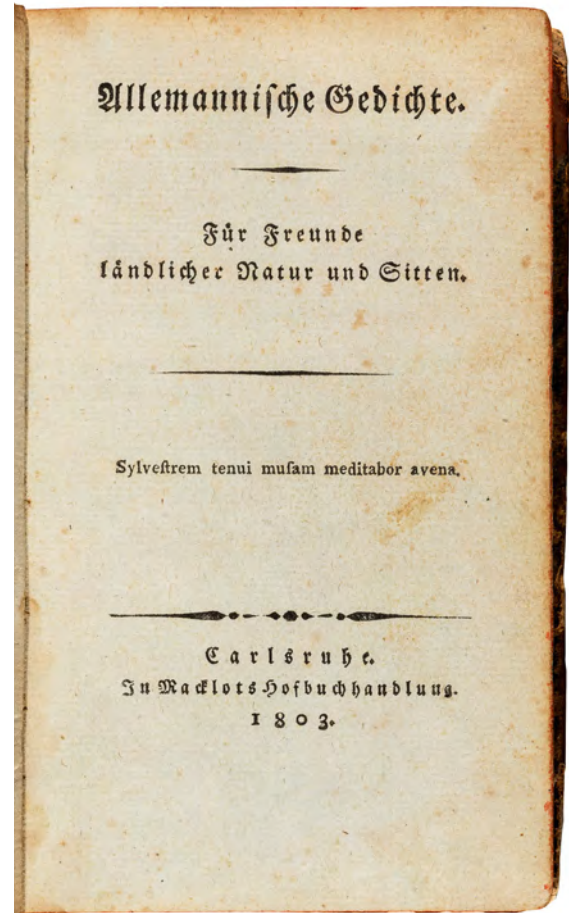 Allemanniſche Gedichte.
Für Freunde
ländlicher Natur und Sitten.
Sylveſtrem tenui muſam meditabor avena.
Carlsruhe.
In Macklots Hofbuchhandlung.
1803.